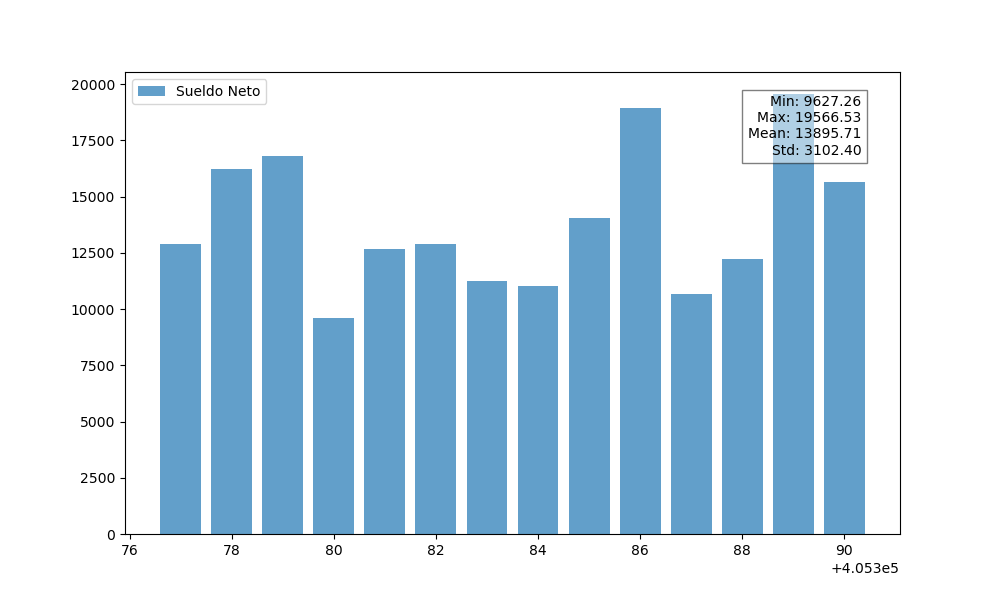 20000
17500
15000
12500
10000
7500
5000
2500
0
Sueldo Neto
Min: 9627.26
Max: 19566.53
Mean: 13895.71
Std: 3102.40
76 78 80 82 84 86 88 90
+4.053e5